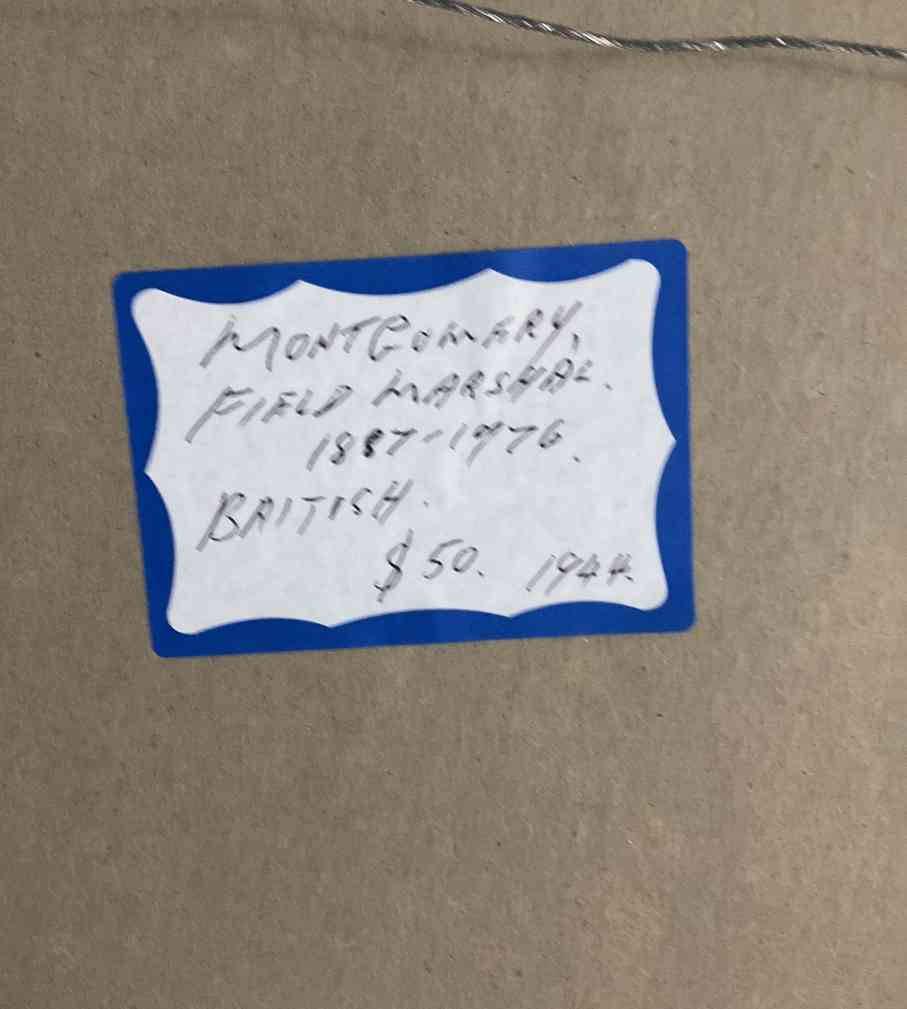 MONTGOMERY,
FIELD MARSHAL.
1887-1976.
BRITISH.
$50. 1944.